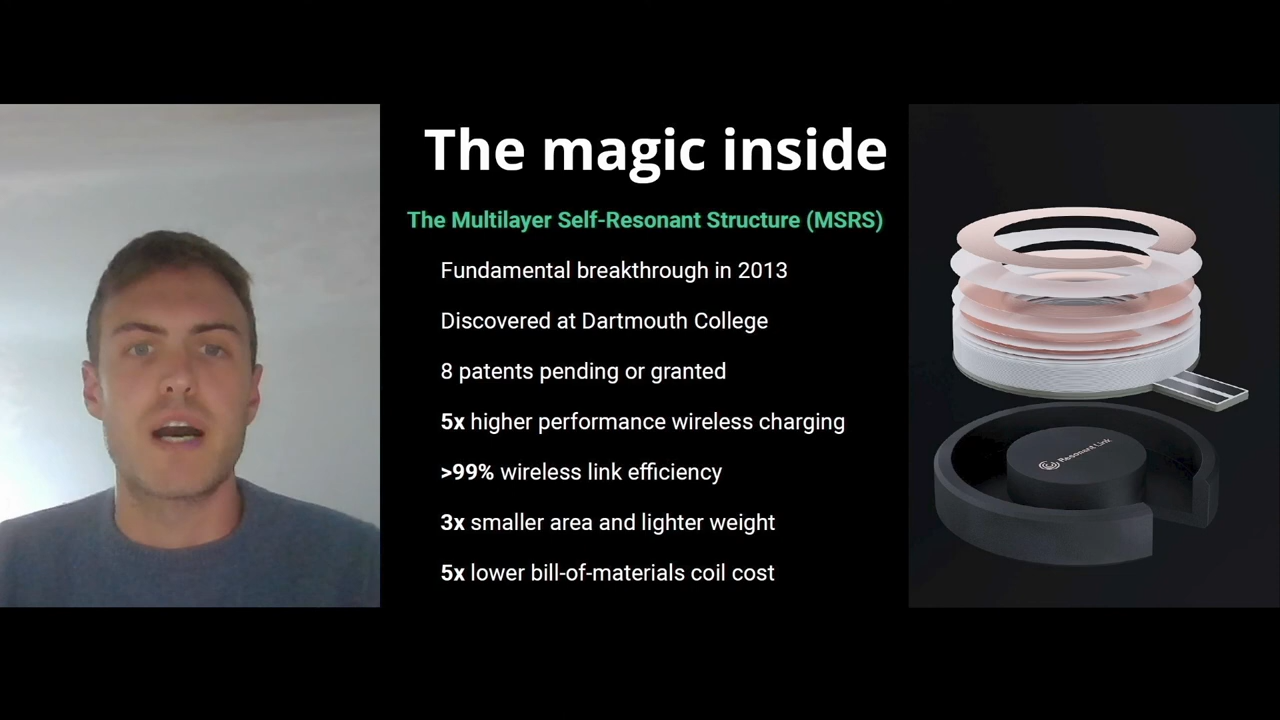 The magic inside
The Multilayer Self-Resonant Structure (MSRS)
Fundamental breakthrough in 2013
Discovered at Dartmouth College
8 patents pending or granted
5x higher performance wireless charging
>99% wireless link efficiency
3x smaller area and lighter weight
5x lower bill-of-materials coil cost
Resonant Link